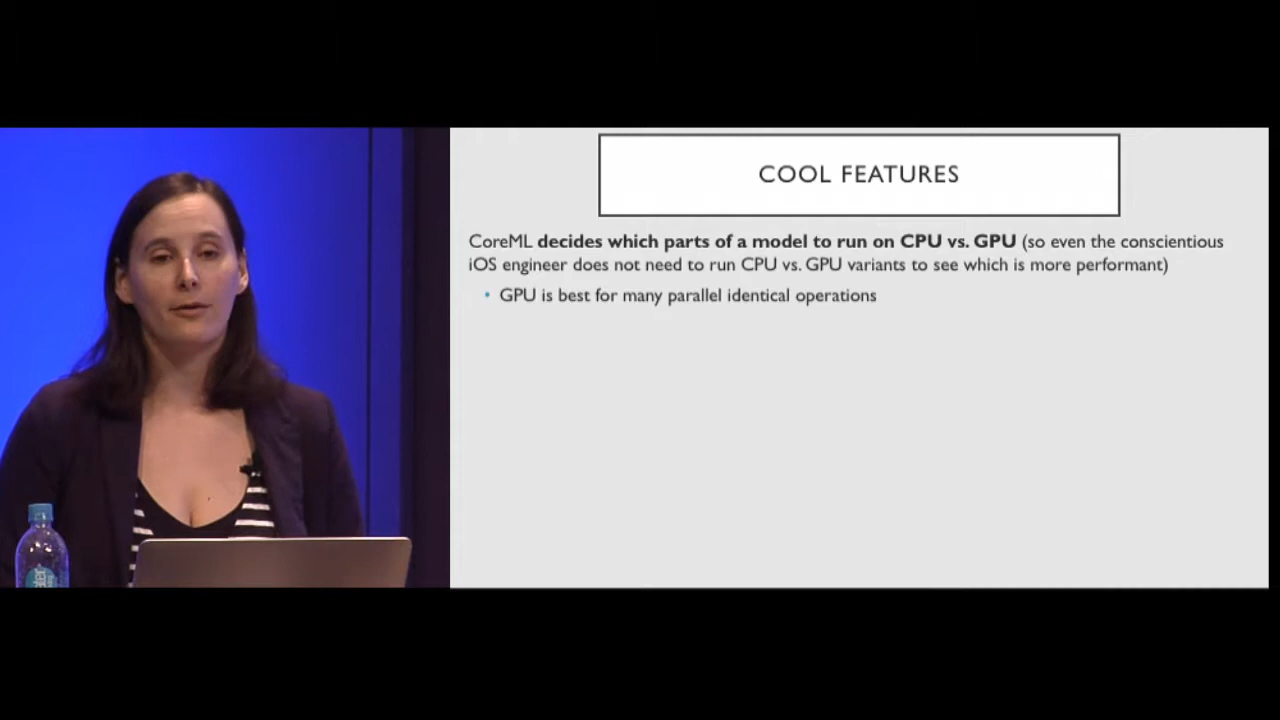 COOL FEATURES
CoreML decides which parts of a model to run on CPU vs. GPU (so even the conscientious
iOS engineer does not need to run CPU vs. GPU variants to see which is more performant)
• GPU is best for many parallel identical operations